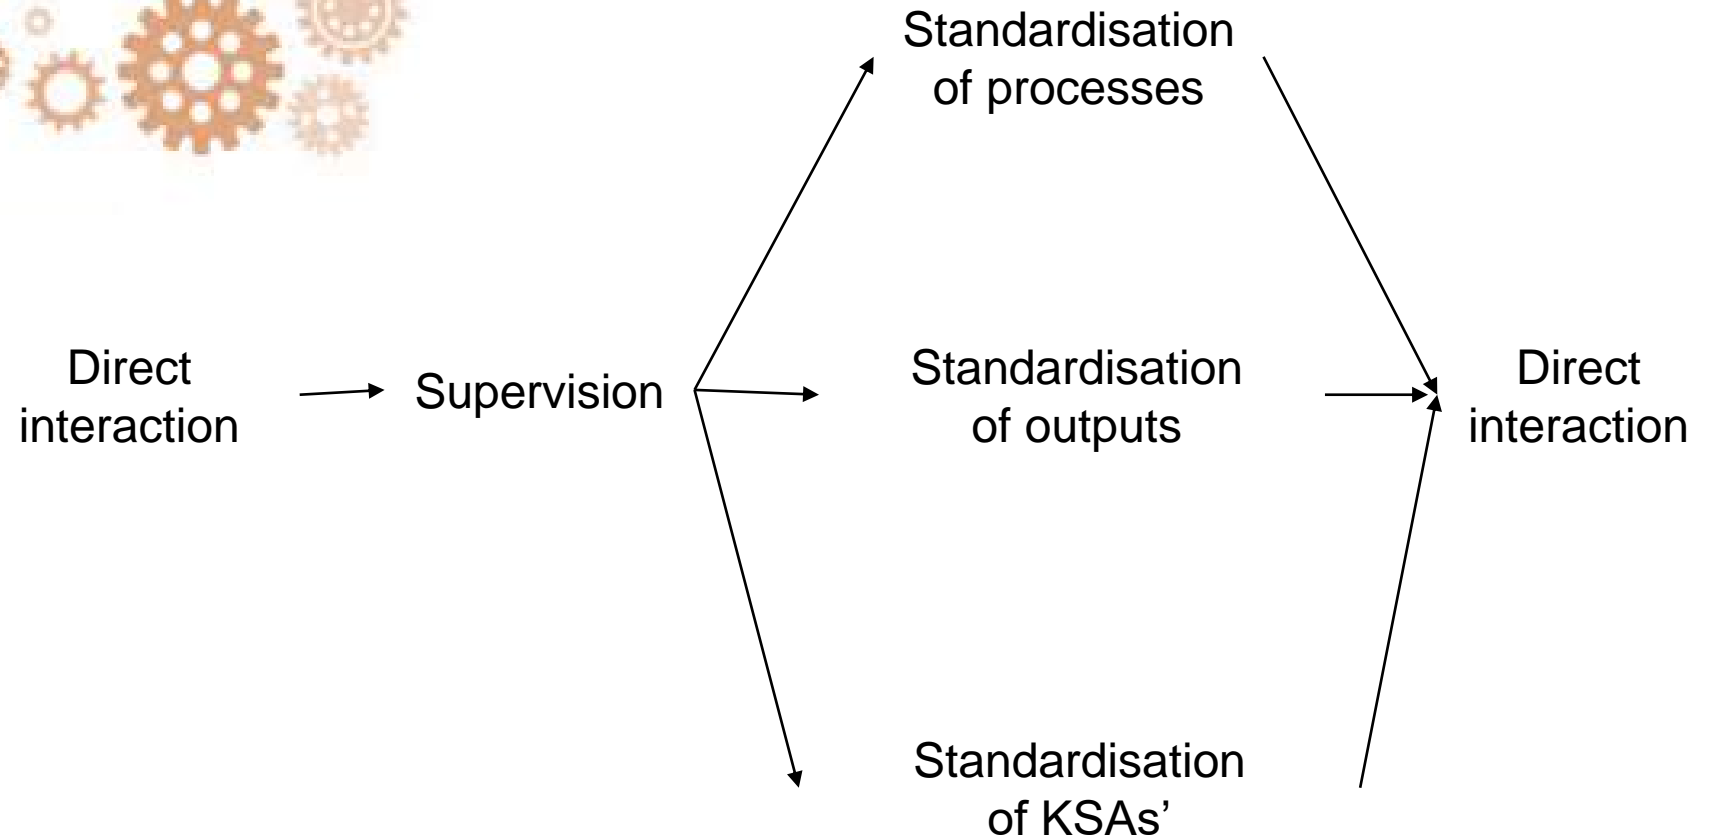 Direct
interaction
Supervision
Standardisation
of processes
Standardisation
of outputs
Standardisation
of KSAs’
Direct
interaction